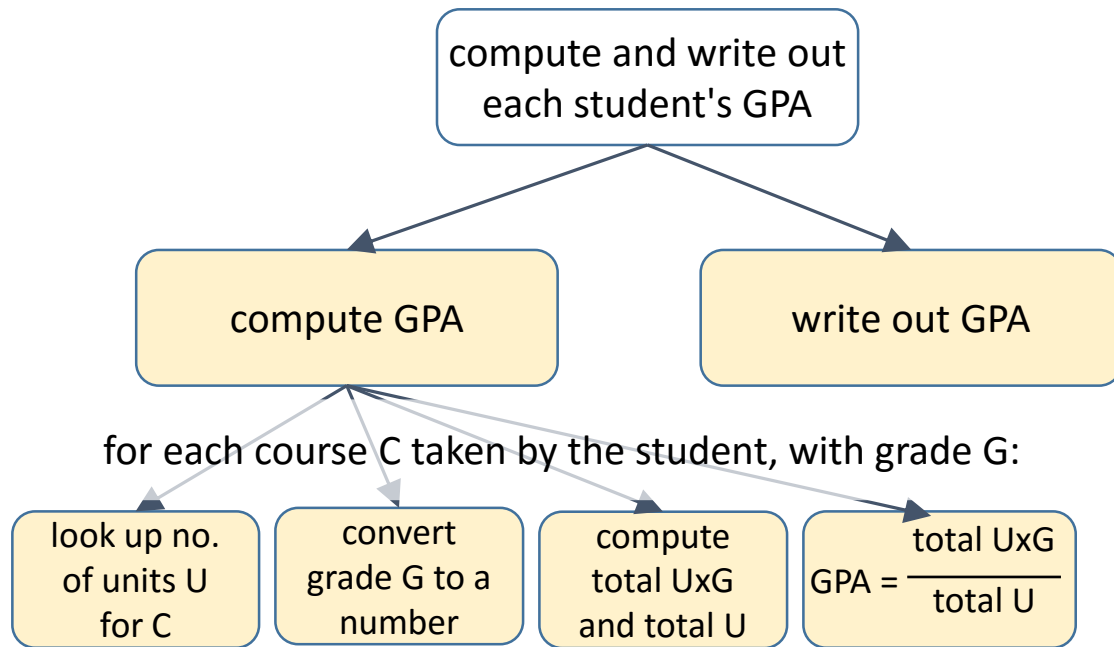 compute and write out
each student's GPA
compute GPA
write out GPA
for each course C taken by the student, with grade G:
look up no.
of units U
for C
convert
grade G to a
number
compute
total UxG
and total U
total UxG
GPA =
total U